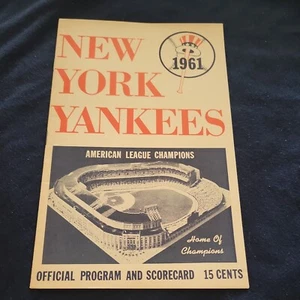 NEW
YORK
YANKEES
1961
AMERICAN LEAGUE CHAMPIONS
Home Of
Champions
OFFICIAL PROGRAM AND SCORECARD 15 CENTS